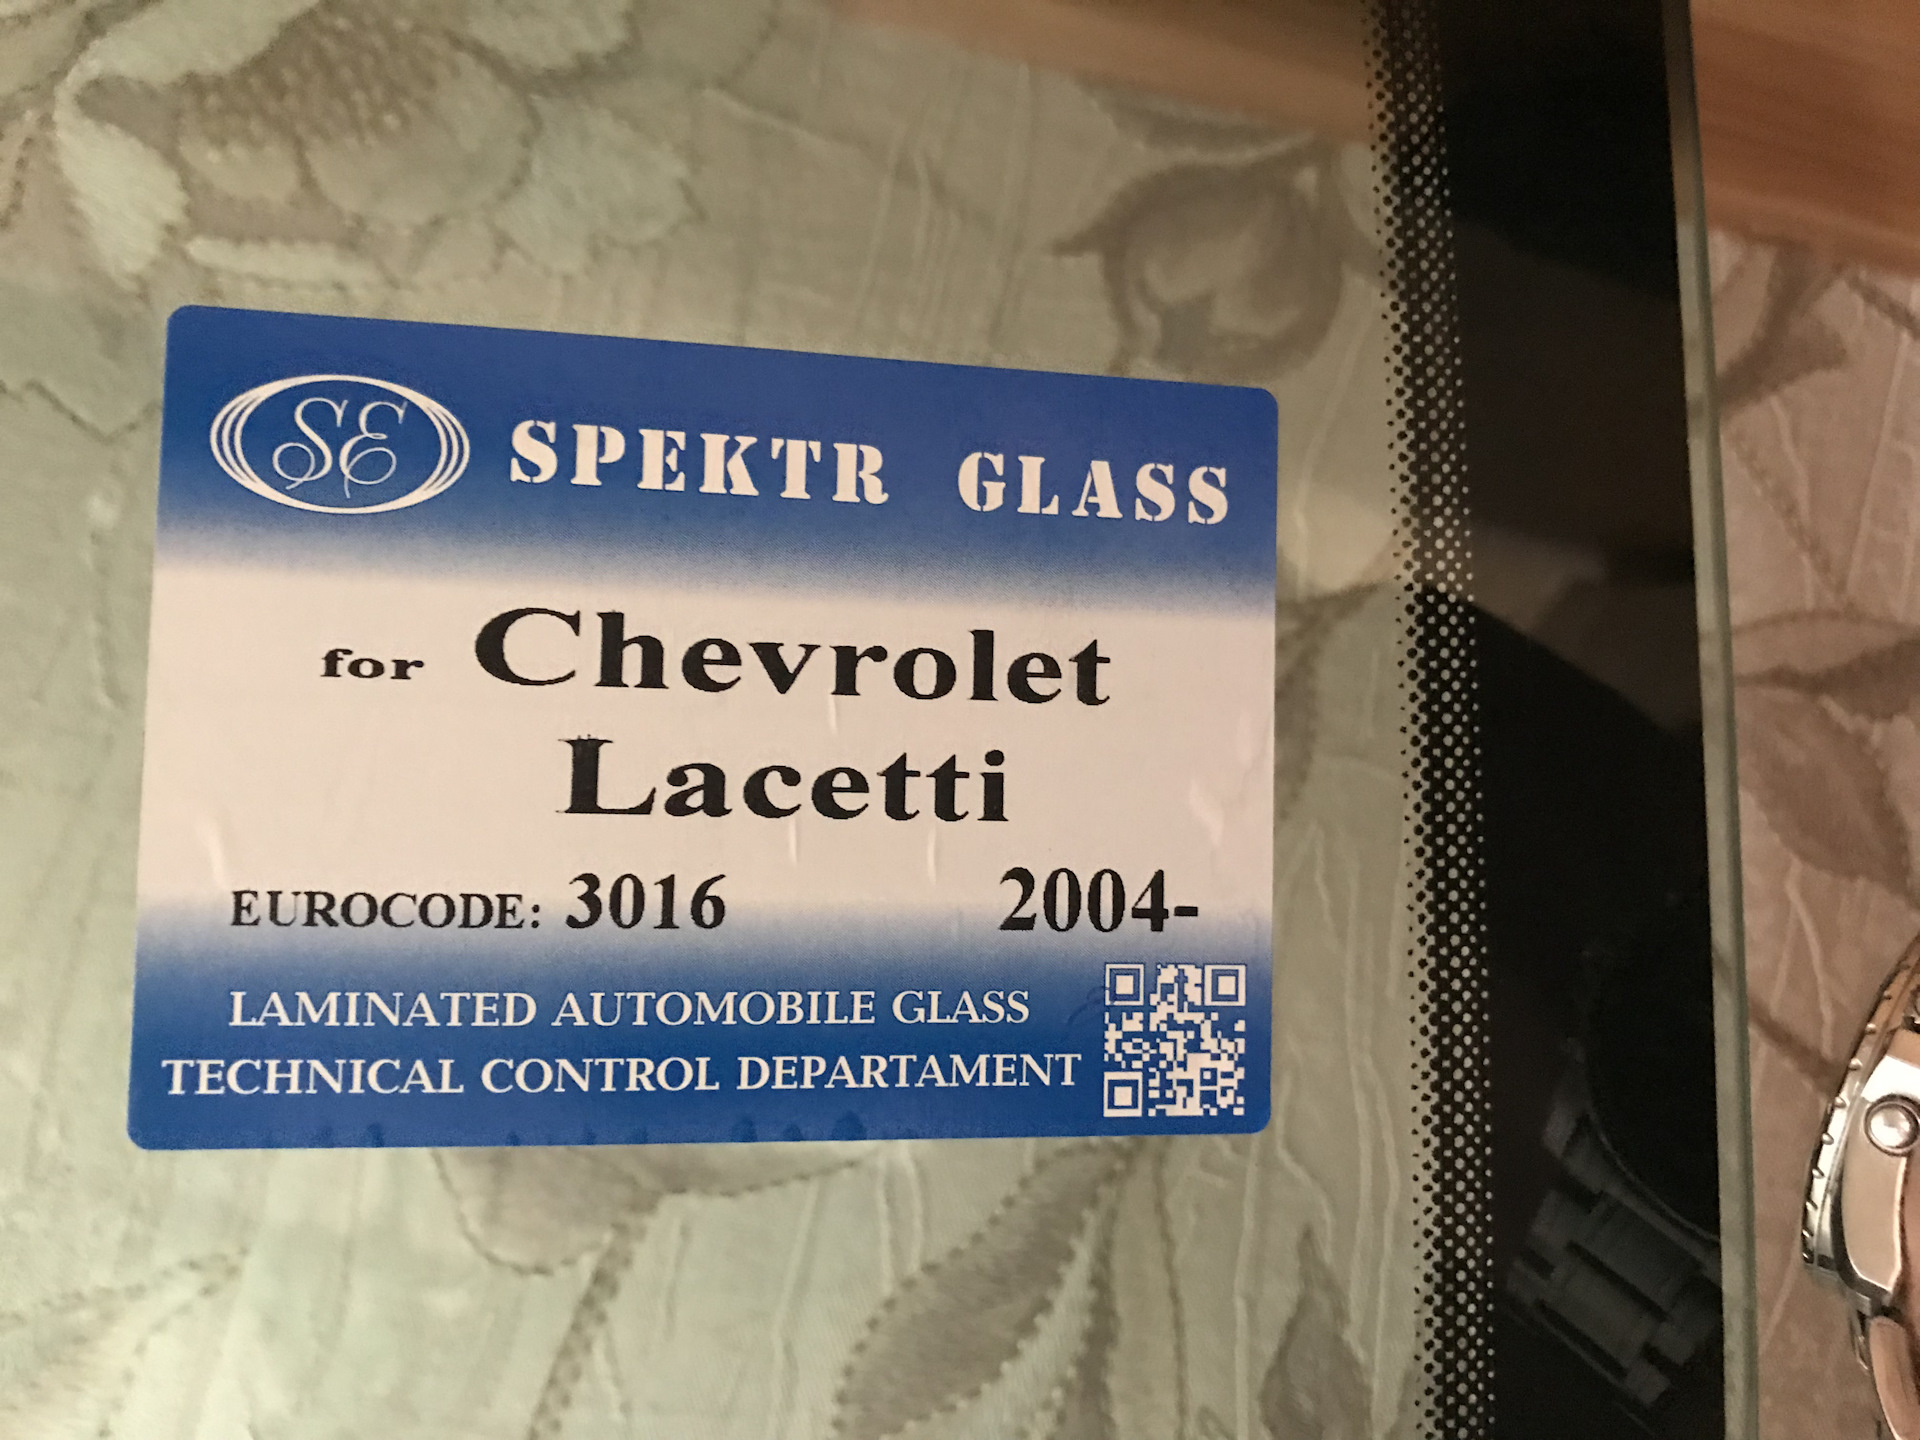 SE SPEKTR GLASS
for Chevrolet
Lacetti
EUROCODE: 3016 2004-
LAMINATED AUTOMOBILE GLASS
TECHNICAL CONTROL DEPARTAMENT